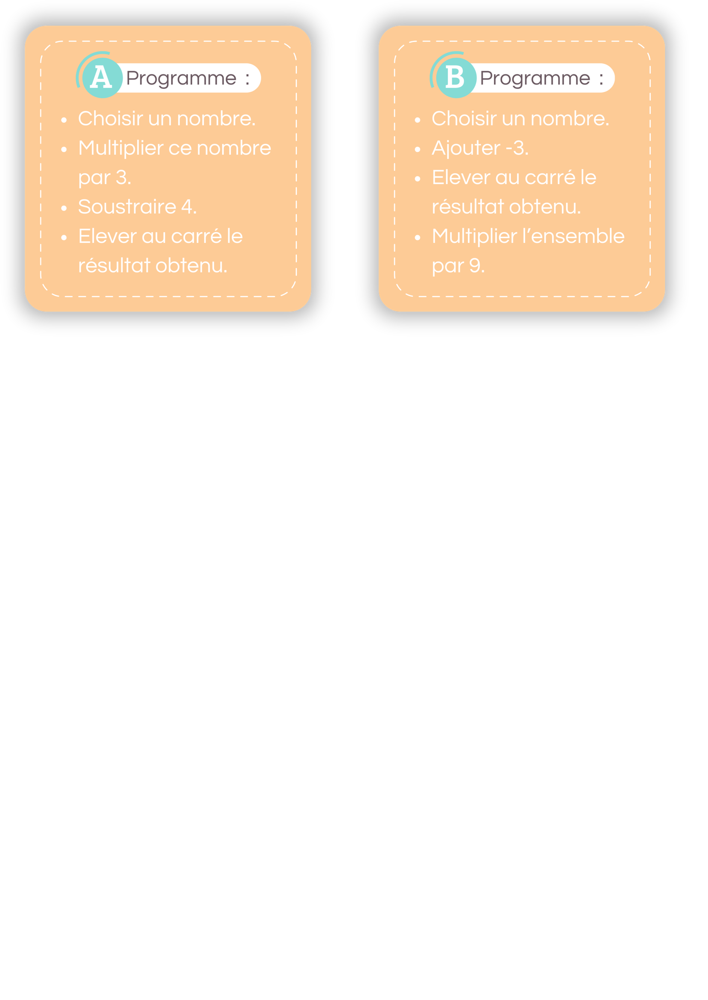 A Programme :
• Choisir un nombre.
• Multiplier ce nombre
par 3.
• Soustraire 4.
• Elever au carré le
résultat obtenu.
B Programme :
• Choisir un nombre.
• Ajouter -3.
• Elever au carré le
résultat obtenu.
• Multiplier l’ensemble
par 9.